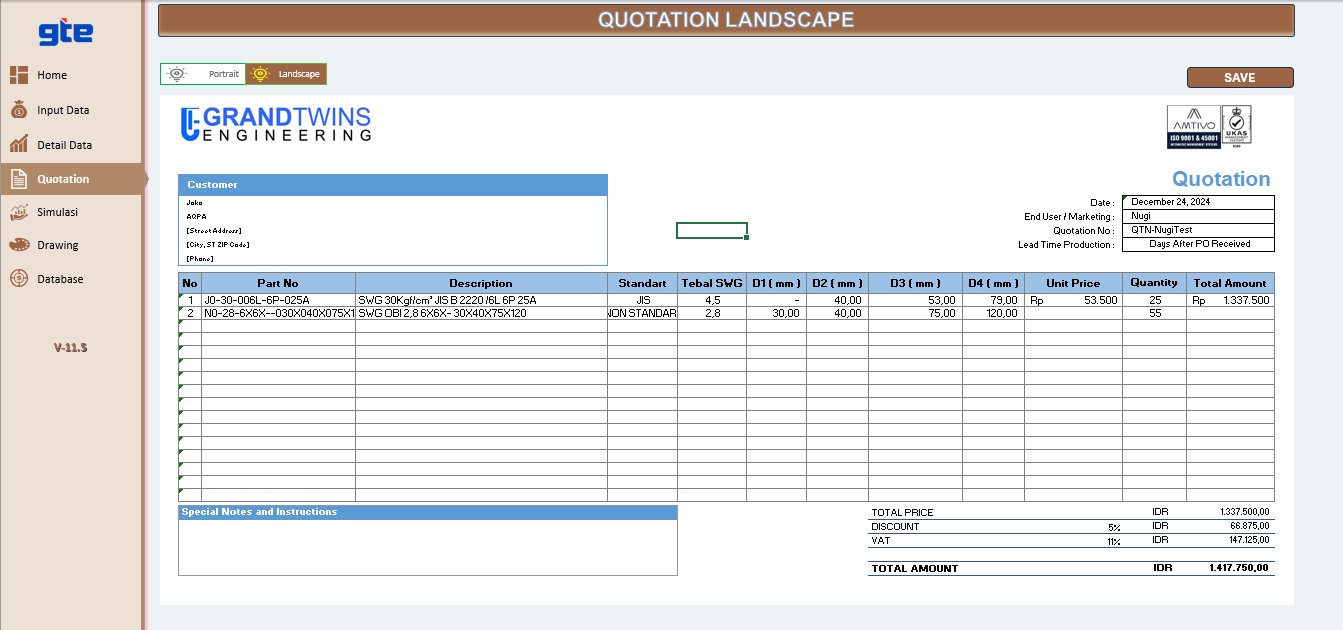 gte
QUOTATION LANDSCAPE
Home
Input Data
Detail Data
Quotation
Simulasi
Drawing
Database
V-11.5
Portrait Landscape
SAVE
GRANDTWINS
ENGINEERING
AMTIVO
ISO 9001 & 45001
UKAS
MANAGEMENT
SYSTEMS
Quotation
Customer
Joko
AQPA
[Street Address]
[City, ST ZIP Code]
[Phone]
Date : December 24, 2024
End User / Marketing : Nugi
Quotation No : QTN-NugiTest
Lead Time Production : Days After PO Received
No Part No Description Standart Tebal SWG D1 ( mm ) D2 ( mm ) D3 ( mm ) D4 ( mm ) Unit Price Quantity Total Amount
1 J0-30-006L-6P-025A SWG 30Kgf/cm² JIS B 2220 /6L 6P 25A JIS 4,5 - 40,00 53,00 79,00 Rp 53.500 25 Rp 1.337.500
2 N0-28-6X6X--030X040X075X1 SWG OBI 2,8 6X6X- 30X40X75X120 NON STANDAR 2,8 30,00 40,00 75,00 120,00 55
Special Notes and Instructions
TOTAL PRICE IDR 1.337.500,00
DISCOUNT 5% IDR 66.875,00
VAT 11% IDR 147.125,00
TOTAL AMOUNT IDR 1.417.750,00